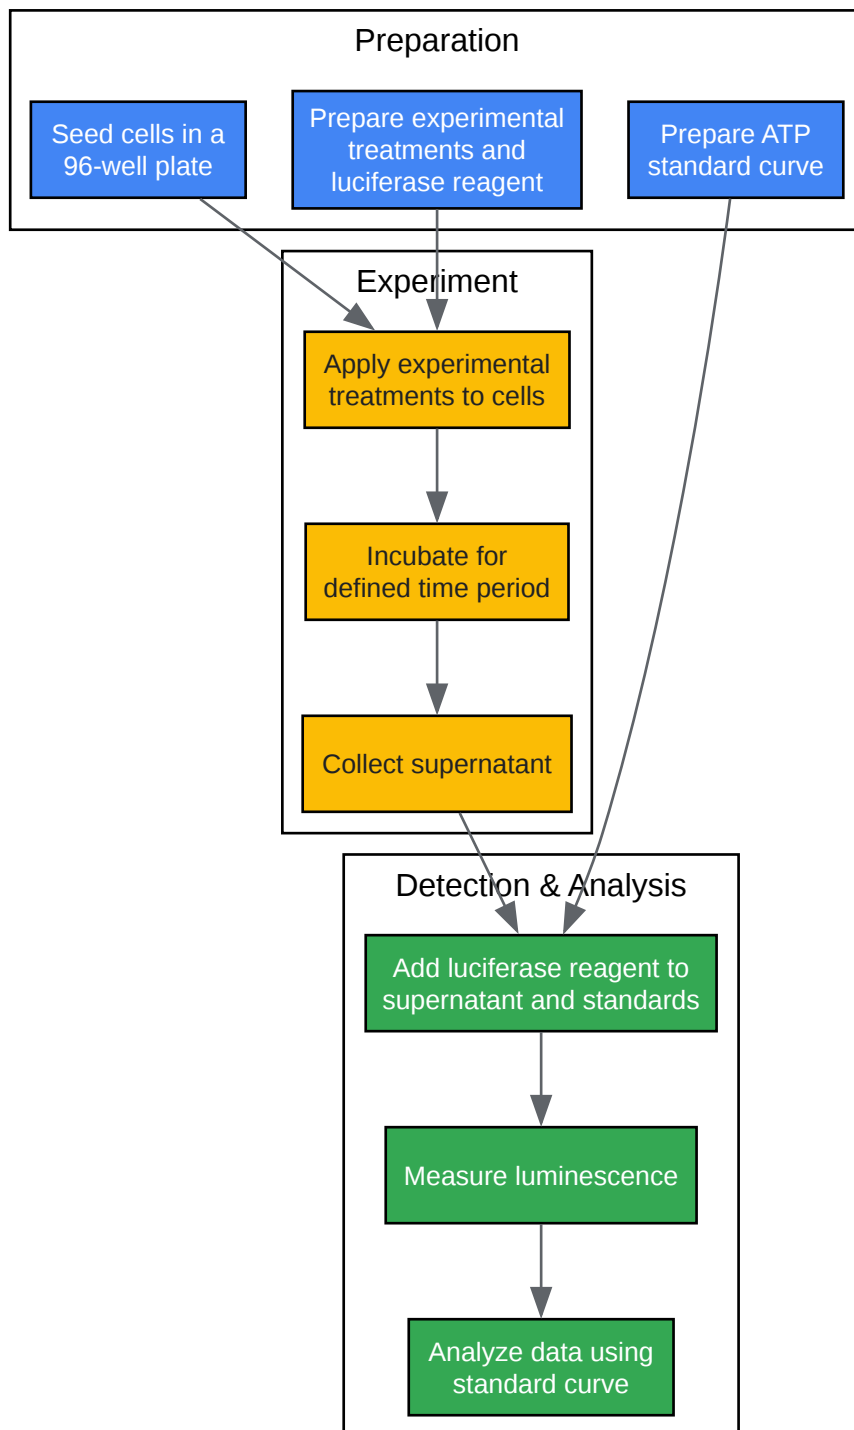 Preparation
Seed cells in a
96-well plate
Prepare experimental
treatments and
luciferase reagent
Prepare ATP
standard curve
Experiment
Apply experimental
treatments to cells
Incubate for
defined time period
Collect supernatant
Detection & Analysis
Add luciferase reagent to
supernatant and standards
Measure luminescence
Analyze data using
standard curve